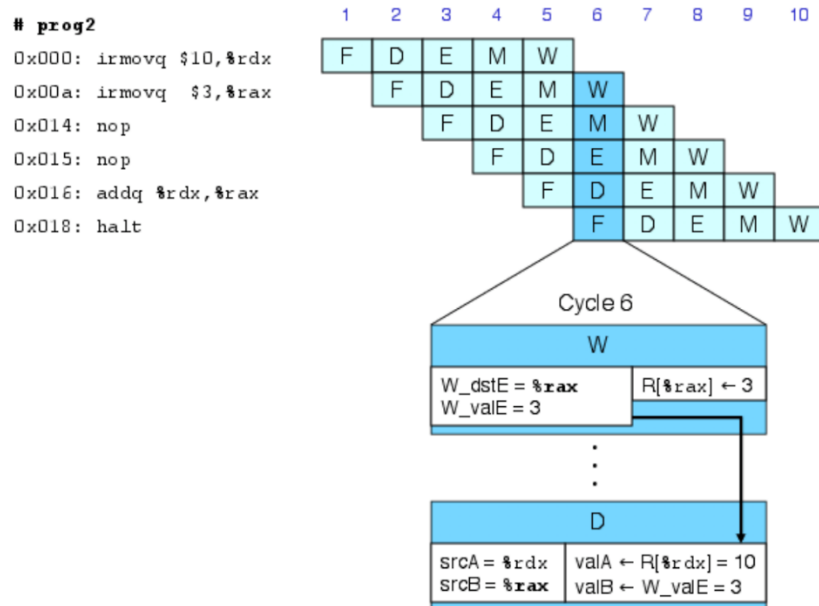 # prog2
1 2 3 4 5 6 7 8 9 10
0x000: irmovq $10,%rdx F D E M W
0x00a: irmovq $3,%rax F D E M W
0x014: nop F D E M W
0x015: nop F D E M W
0x016: addq %rdx,%rax F D E M W
0x018: halt F D E M W
Cycle 6
W
W_dstE = %rax R[%rax] ← 3
W_valE = 3
D
srcA = %rdx valA ← R[%rdx] = 10
srcB = %rax valB ← W_valE = 3